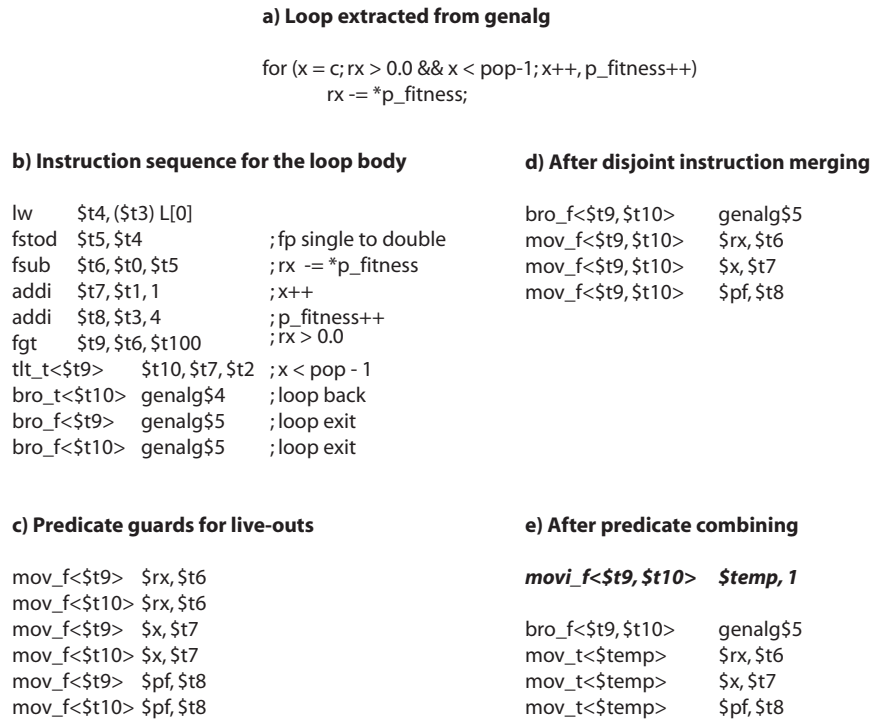 a) Loop extracted from genalg
for (x = c; rx > 0.0 && x < pop-1; x++, p_fitness++)
rx -= *p_fitness;
b) Instruction sequence for the loop body
lw $t4, ($t3) L[0]
fstod $t5, $t4 ; fp single to double
fsub $t6, $t0, $t5 ; rx -= *p_fitness
addi $t7, $t1, 1 ; x++
addi $t8, $t3, 4 ; p_fitness++
fgt $t9, $t6, $t100 ; rx > 0.0
tlt_t<$t9> $t10, $t7, $t2 ; x < pop - 1
bro_t<$t10> genalg$4 ; loop back
bro_f<$t9> genalg$5 ; loop exit
bro_f<$t10> genalg$5 ; loop exit
d) After disjoint instruction merging
bro_f<$t9, $t10> genalg$5
mov_f<$t9, $t10> $rx, $t6
mov_f<$t9, $t10> $x, $t7
mov_f<$t9, $t10> $pf, $t8
c) Predicate guards for live-outs
mov_f<$t9> $rx, $t6
mov_f<$t10> $rx, $t6
mov_f<$t9> $x, $t7
mov_f<$t10> $x, $t7
mov_f<$t9> $pf, $t8
mov_f<$t10> $pf, $t8
e) After predicate combining
movi_f<$t9, $t10> $temp, 1
bro_f<$t9, $t10> genalg$5
mov_t<$temp> $rx, $t6
mov_t<$temp> $x, $t7
mov_t<$temp> $pf, $t8